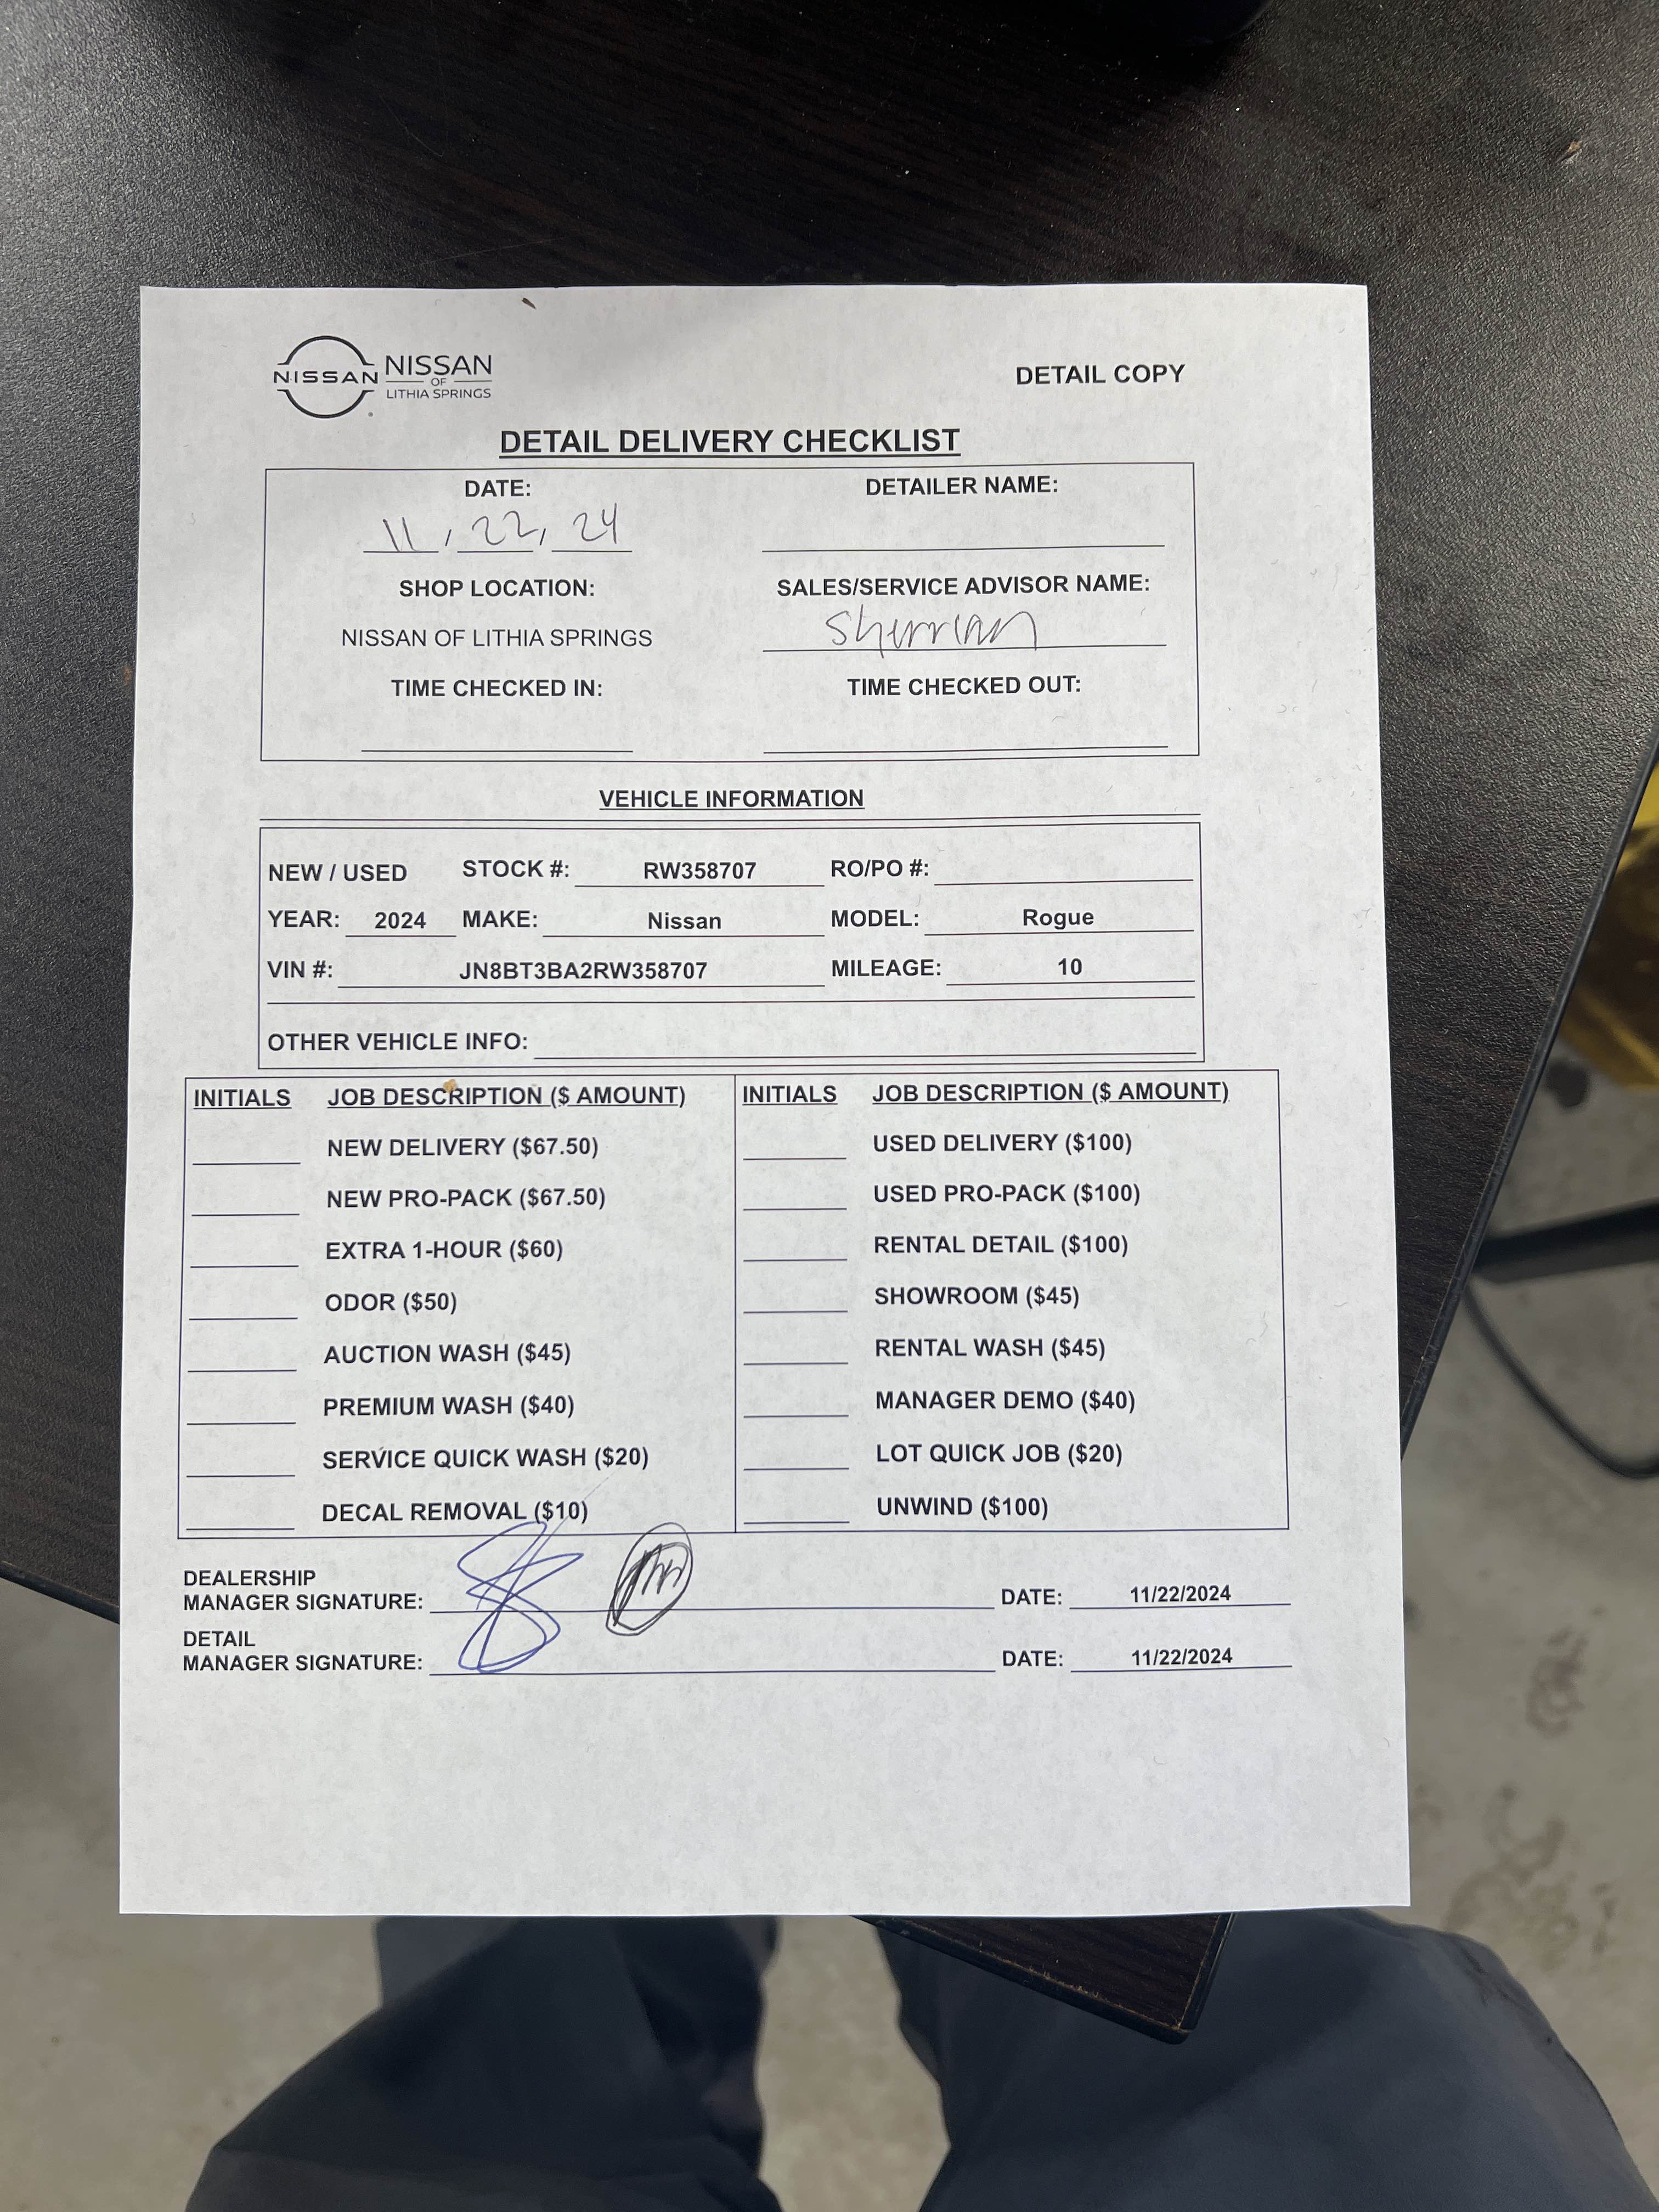 NISSAN NISSAN
OF
LITHIA SPRINGS
DETAIL COPY
DETAIL DELIVERY CHECKLIST
DATE: DETAILER NAME:
11, 22, 24
SHOP LOCATION: SALES/SERVICE ADVISOR NAME:
NISSAN OF LITHIA SPRINGS
TIME CHECKED IN: TIME CHECKED OUT:
VEHICLE INFORMATION
NEW / USED STOCK #: RW358707 RO/PO #:
YEAR: 2024 MAKE: Nissan MODEL: Rogue
VIN #: JN8BT3BA2RW358707 MILEAGE: 10
OTHER VEHICLE INFO:
INITIALS JOB DESCRIPTION ($ AMOUNT) INITIALS JOB DESCRIPTION ($ AMOUNT)
NEW DELIVERY ($67.50) USED DELIVERY ($100)
NEW PRO-PACK ($67.50) USED PRO-PACK ($100)
EXTRA 1-HOUR ($60) RENTAL DETAIL ($100)
ODOR ($50) SHOWROOM ($45)
AUCTION WASH ($45) RENTAL WASH ($45)
PREMIUM WASH ($40) MANAGER DEMO ($40)
SERVICE QUICK WASH ($20) LOT QUICK JOB ($20)
DECAL REMOVAL ($10) UNWIND ($100)
DEALERSHIP
MANAGER SIGNATURE: DATE: 11/22/2024
DETAIL
MANAGER SIGNATURE: DATE: 11/22/2024